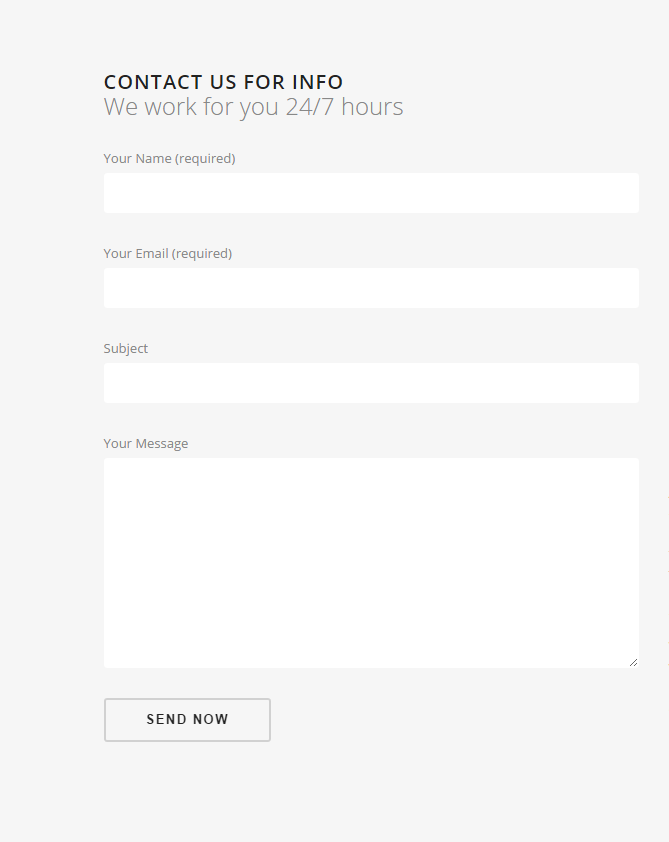 CONTACT US FOR INFO
We work for you 24/7 hours
Your Name (required)
Your Email (required)
Subject
Your Message
SEND NOW